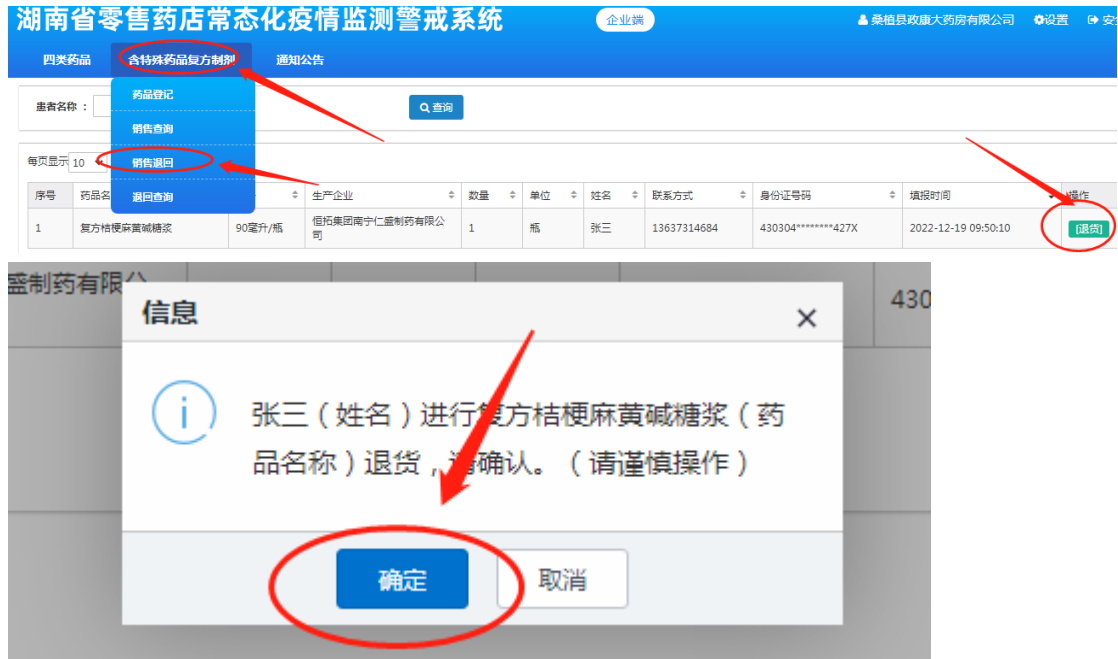 湖南省零售药店常态化疫情监测警戒系统 企业端 桑植县政康大药房有限公司 设置
四类药品 含特殊药品复方制剂 通知公告
患者名称 : 查询
药品登记
销售查询
销售退回
退回查询
每页显示 10
序号 药品名 生产企业 数量 单位 姓名 联系方式 身份证号码 填报时间 操作
1 复方桔梗麻黄碱糖浆 90毫升/瓶 恒拓集团南宁仁盛制药有限公司 1 瓶 张三 13637314684 430304********427X 2022-12-19 09:50:10 [退货]
盛制药有限公 430
信息
张三(姓名)进行复方桔梗麻黄碱糖浆(药
品名称)退货,请确认。(请谨慎操作)
确定 取消